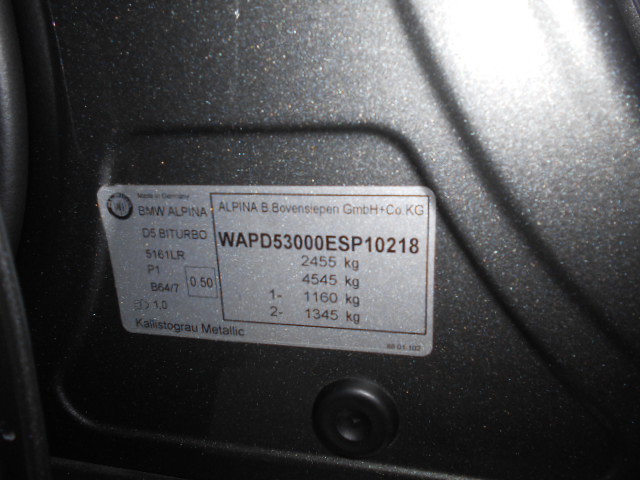 Made in Germany
BMW ALPINA
D5 BITURBO
5161LR
P1
B64/7
0.50
1,0
Kallistograu Metallic
ALPINA B.Bovensiepen GmbH+Co.KG
WAPD53000ESP10218
2455 kg
4545 kg
1- 1160 kg
2- 1345 kg